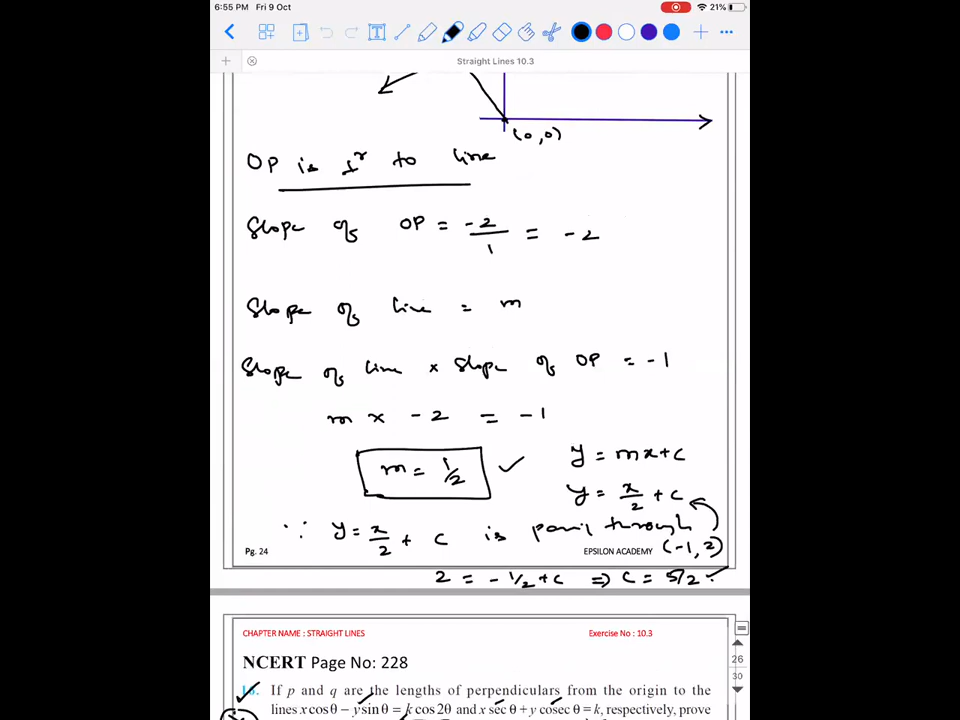 6:55 PM Fri 9 Oct 21%
Straight Lines 10.3
(0,0)
OP is ⊥r to line
Slope of OP = -2/1 = -2
Slope of line = m
Slope of line x Slope of OP = -1
m x -2 = -1
m = 1/2 ✓
y = mx+c
y = x/2 + c
∵ y = x/2 + c is through
Pg. 24 EPSILON ACADEMY (-1, 2)
2 = -1/2 + c ⇒ c = 5/2 ✓
CHAPTER NAME : STRAIGHT LINES Exercise No : 10.3
26
NCERT Page No: 228
30
16. If p and q are the lengths of perpendiculars from the origin to the
lines x cos θ – y sin θ = k cos 2θ and x sec θ + y cosec θ = k, respectively, prove